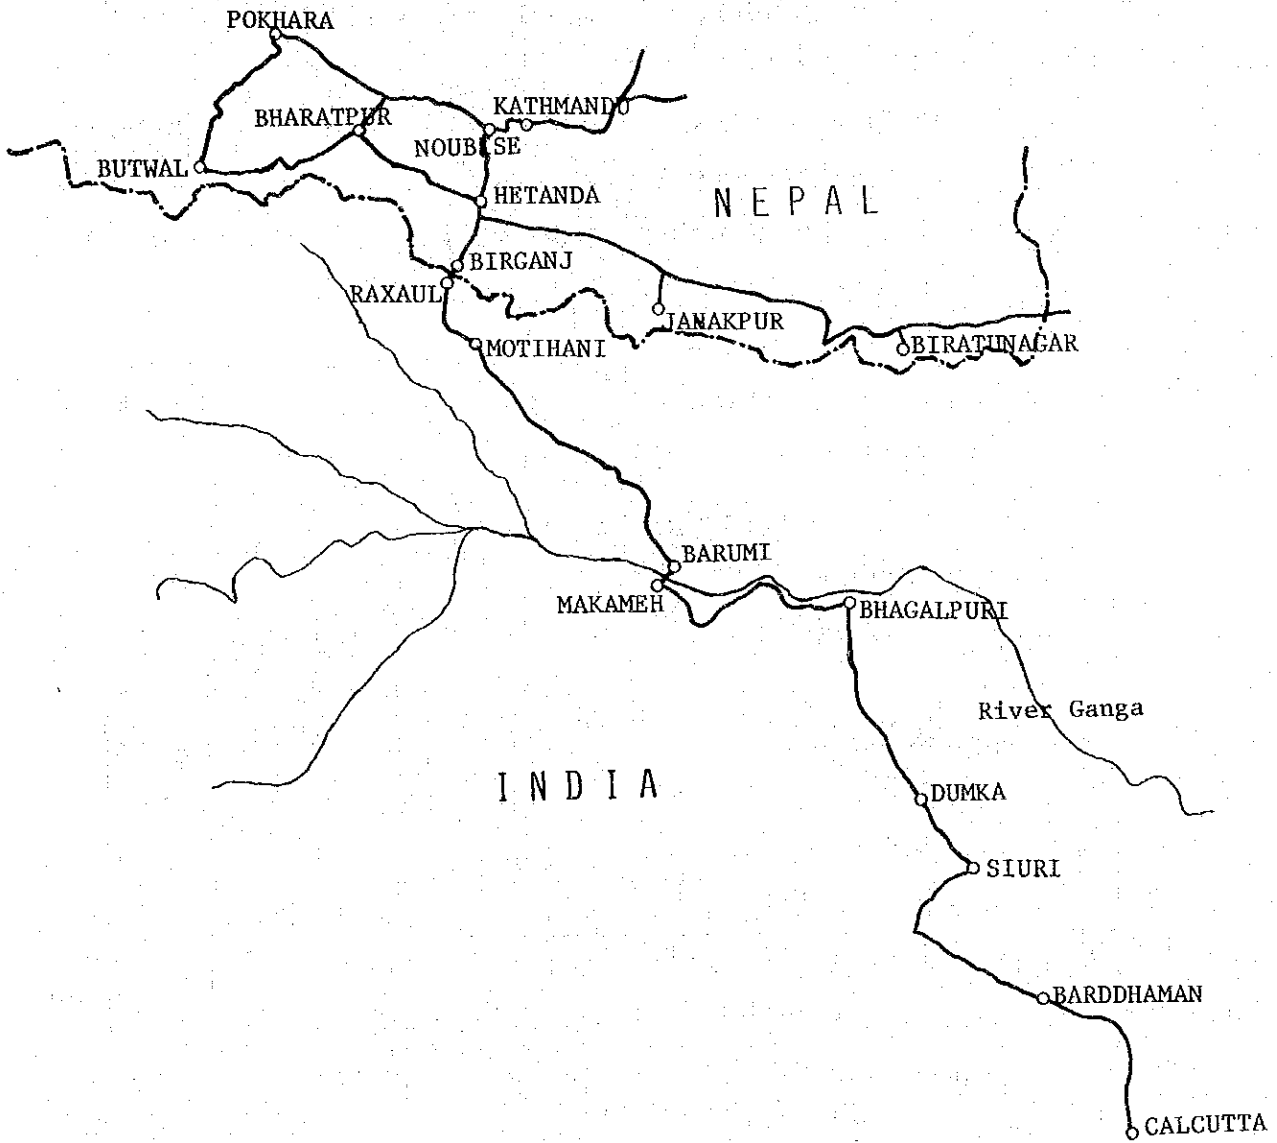 POKHARA
KATHMANDU
BHARATPUR
NOUBISE
BUTWAL
HETANDA
NEPAL
BIRGANJ
RAXAUL
JANAKPUR
MOTIHANI
BIRATUNAGAR
BARUMI
MAKAMEH
BHAGALPURI
River Ganga
INDIA
DUMKA
SIURI
BARDDHAMAN
CALCUTTA